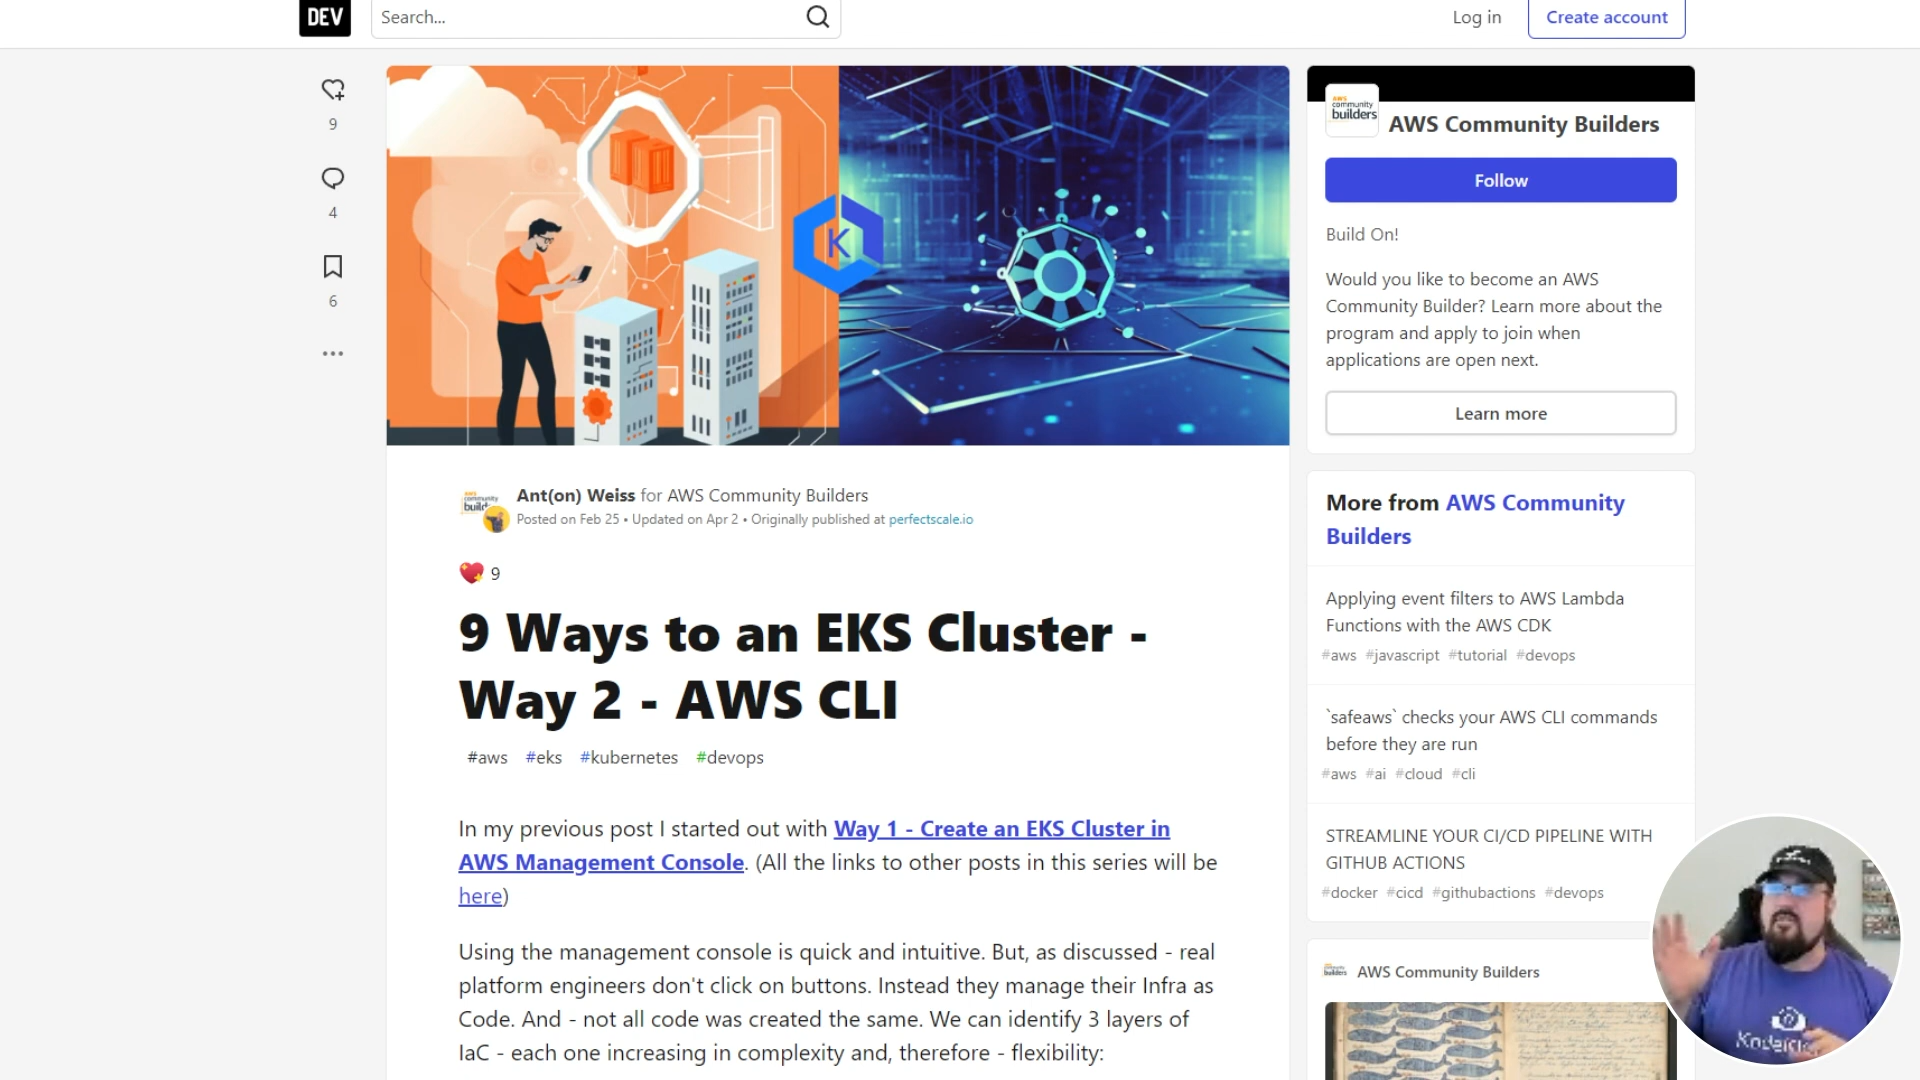 DEV
Search...
Log in
Create account
9
4
6
K
AWS
community
builders
AWS Community Builders
Follow
Build On!
Would you like to become an AWS
Community Builder? Learn more about the
program and apply to join when
applications are open next.
Learn more
Ant(on) Weiss for AWS Community Builders
Posted on Feb 25 • Updated on Apr 2 • Originally published at perfectscale.io
9
9 Ways to an EKS Cluster -
Way 2 - AWS CLI
#aws #eks #kubernetes #devops
In my previous post I started out with Way 1 - Create an EKS Cluster in
AWS Management Console. (All the links to other posts in this series will be
here)
Using the management console is quick and intuitive. But, as discussed - real
platform engineers don't click on buttons. Instead they manage their Infra as
Code. And - not all code was created the same. We can identify 3 layers of
IaC - each one increasing in complexity and, therefore - flexibility:
More from AWS Community
Builders
Applying event filters to AWS Lambda
Functions with the AWS CDK
#aws #javascript #tutorial #devops
`safeaws` checks your AWS CLI commands
before they are run
#aws #ai #cloud #cli
STREAMLINE YOUR CI/CD PIPELINE WITH
GITHUB ACTIONS
#docker #cicd #githubactions #devops
AWS Community Builders